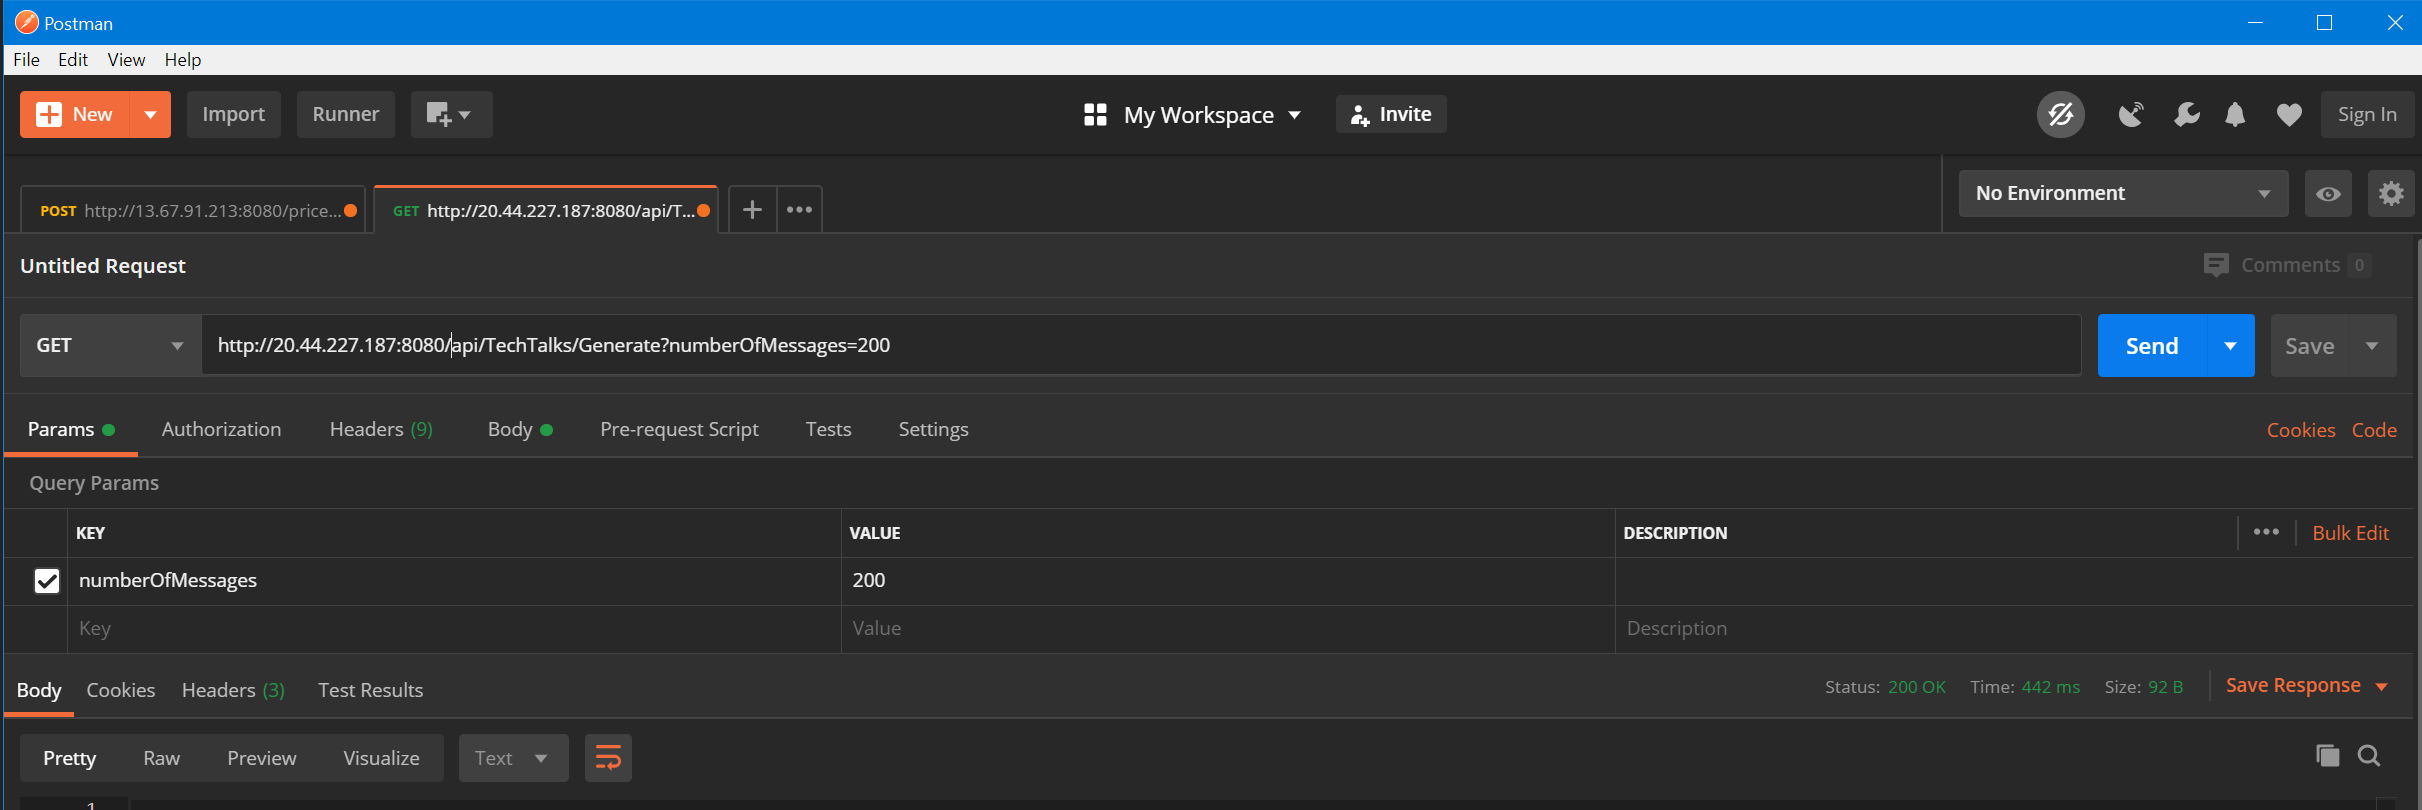 Postman
File Edit View Help
New Import Runner My Workspace Invite Sign In
POST http://13.67.91.213:8080/price... GET http://20.44.227.187:8080/api/T... No Environment
Untitled Request Comments 0
GET http://20.44.227.187:8080/api/TechTalks/Generate?numberOfMessages=200 Send Save
Params Authorization Headers (9) Body Pre-request Script Tests Settings Cookies Code
Query Params
KEY VALUE DESCRIPTION Bulk Edit
numberOfMessages 200
Key Value Description
Body Cookies Headers (3) Test Results Status: 200 OK Time: 442 ms Size: 92 B Save Response
Pretty Raw Preview Visualize Text
1